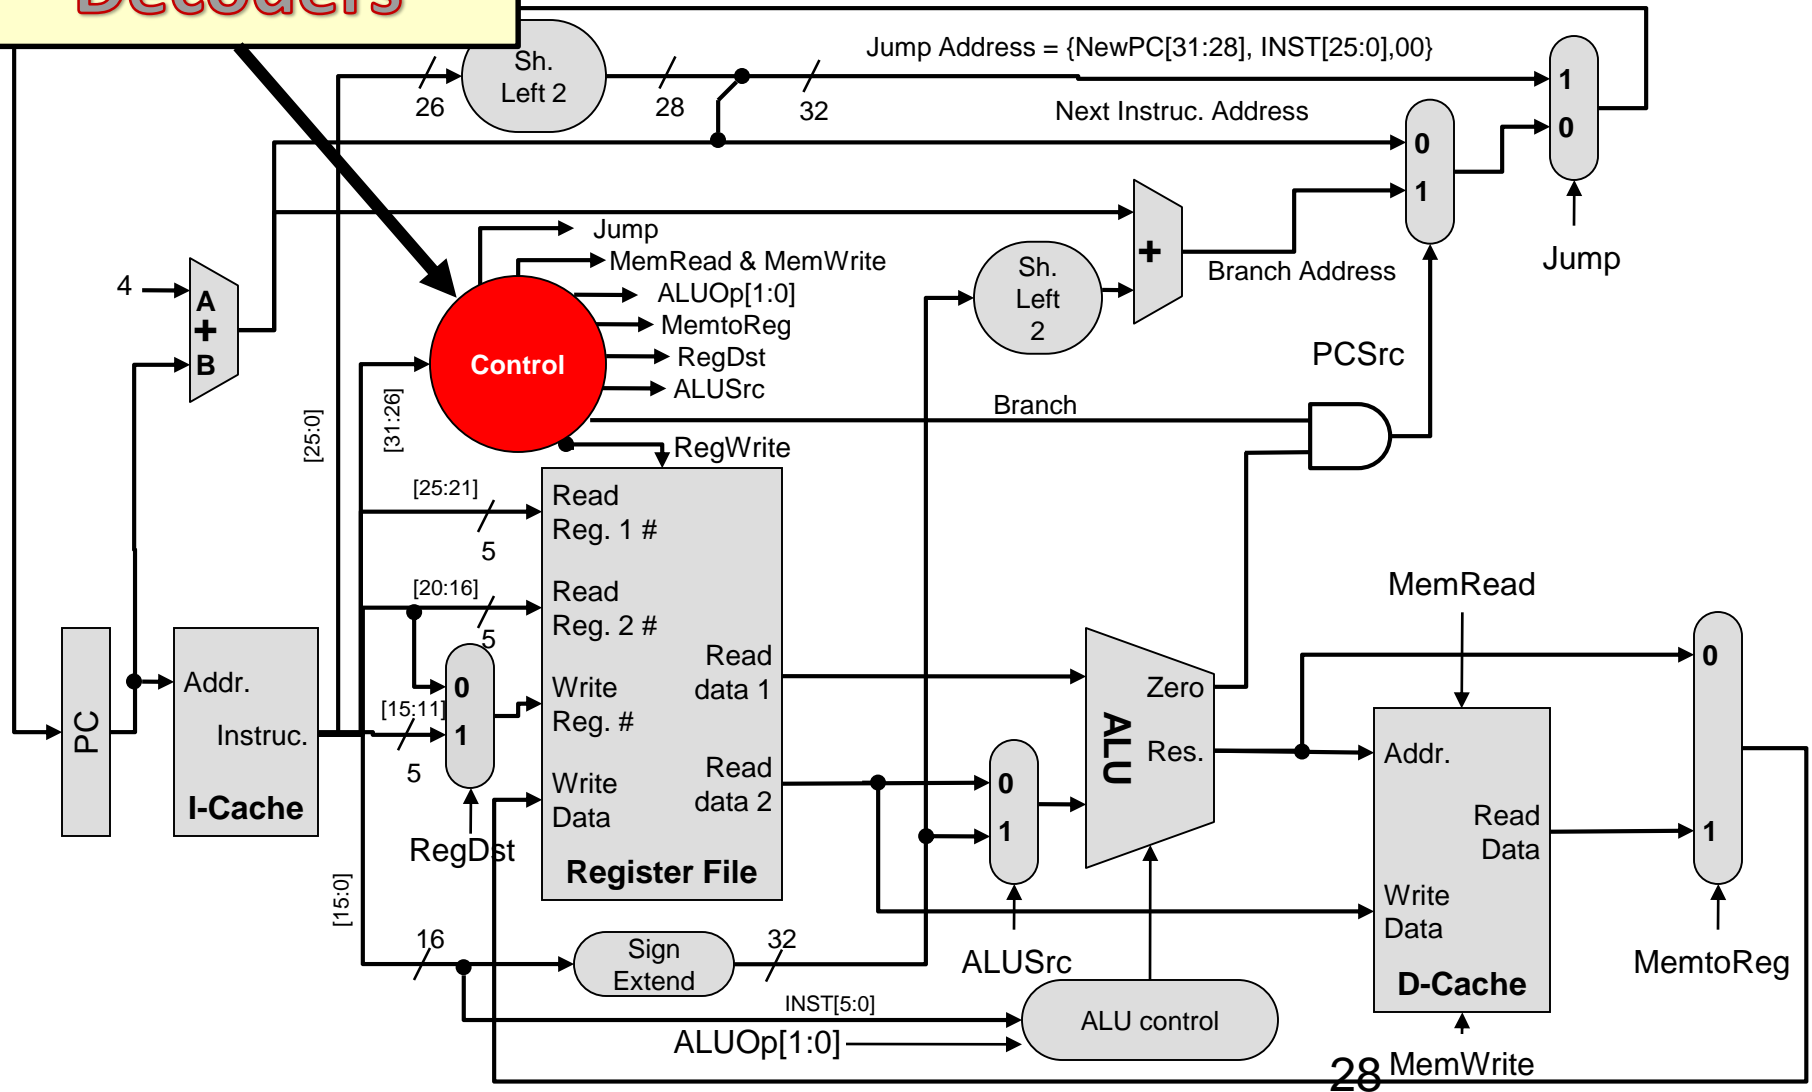 Decoders
Jump Address = {NewPC[31:28], INST[25:0],00}
Sh.
Left 2
26
28
32
1
0
Next Instruc. Address
0
1
Jump
4
A
+
B
Jump
MemRead & MemWrite
ALUOp[1:0]
MemtoReg
RegDst
ALUSrc
Control
Sh.
Left
2
+
Branch Address
PCSrc
Branch
[25:0]
[31:26]
RegWrite
[25:21]
5
[20:16]
5
[15:11]
5
0
1
RegDst
Read
Reg. 1 #
Read
Reg. 2 #
Write
Reg. #
Write
Data
Read
data 1
Read
data 2
Register File
PC
Addr.
Instruc.
I-Cache
[15:0]
16
Sign
Extend
32
INST[5:0]
ALUOp[1:0]
ALU control
0
1
ALUSrc
ALU
Zero
Res.
MemRead
Addr.
Read
Data
Write
Data
D-Cache
MemWrite
0
1
MemtoReg
28